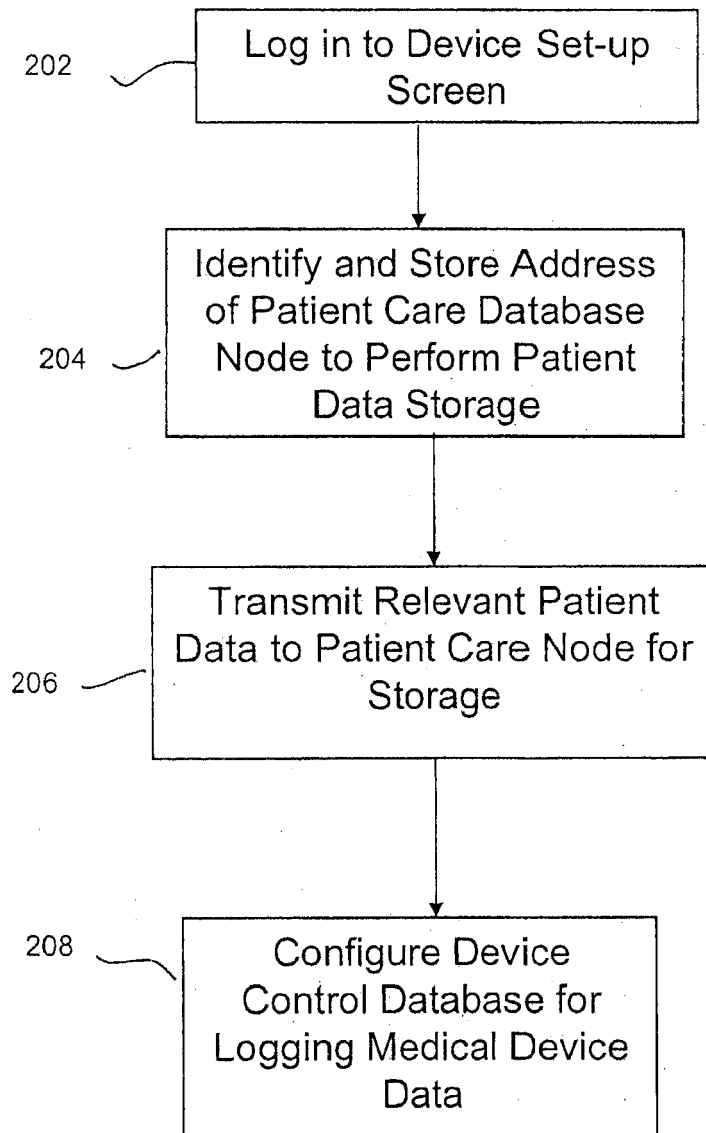 202
Log in to Device Set-up
Screen
204
Identify and Store Address
of Patient Care Database
Node to Perform Patient
Data Storage
206
Transmit Relevant Patient
Data to Patient Care Node for
Storage
208
Configure Device
Control Database for
Logging Medical Device
Data